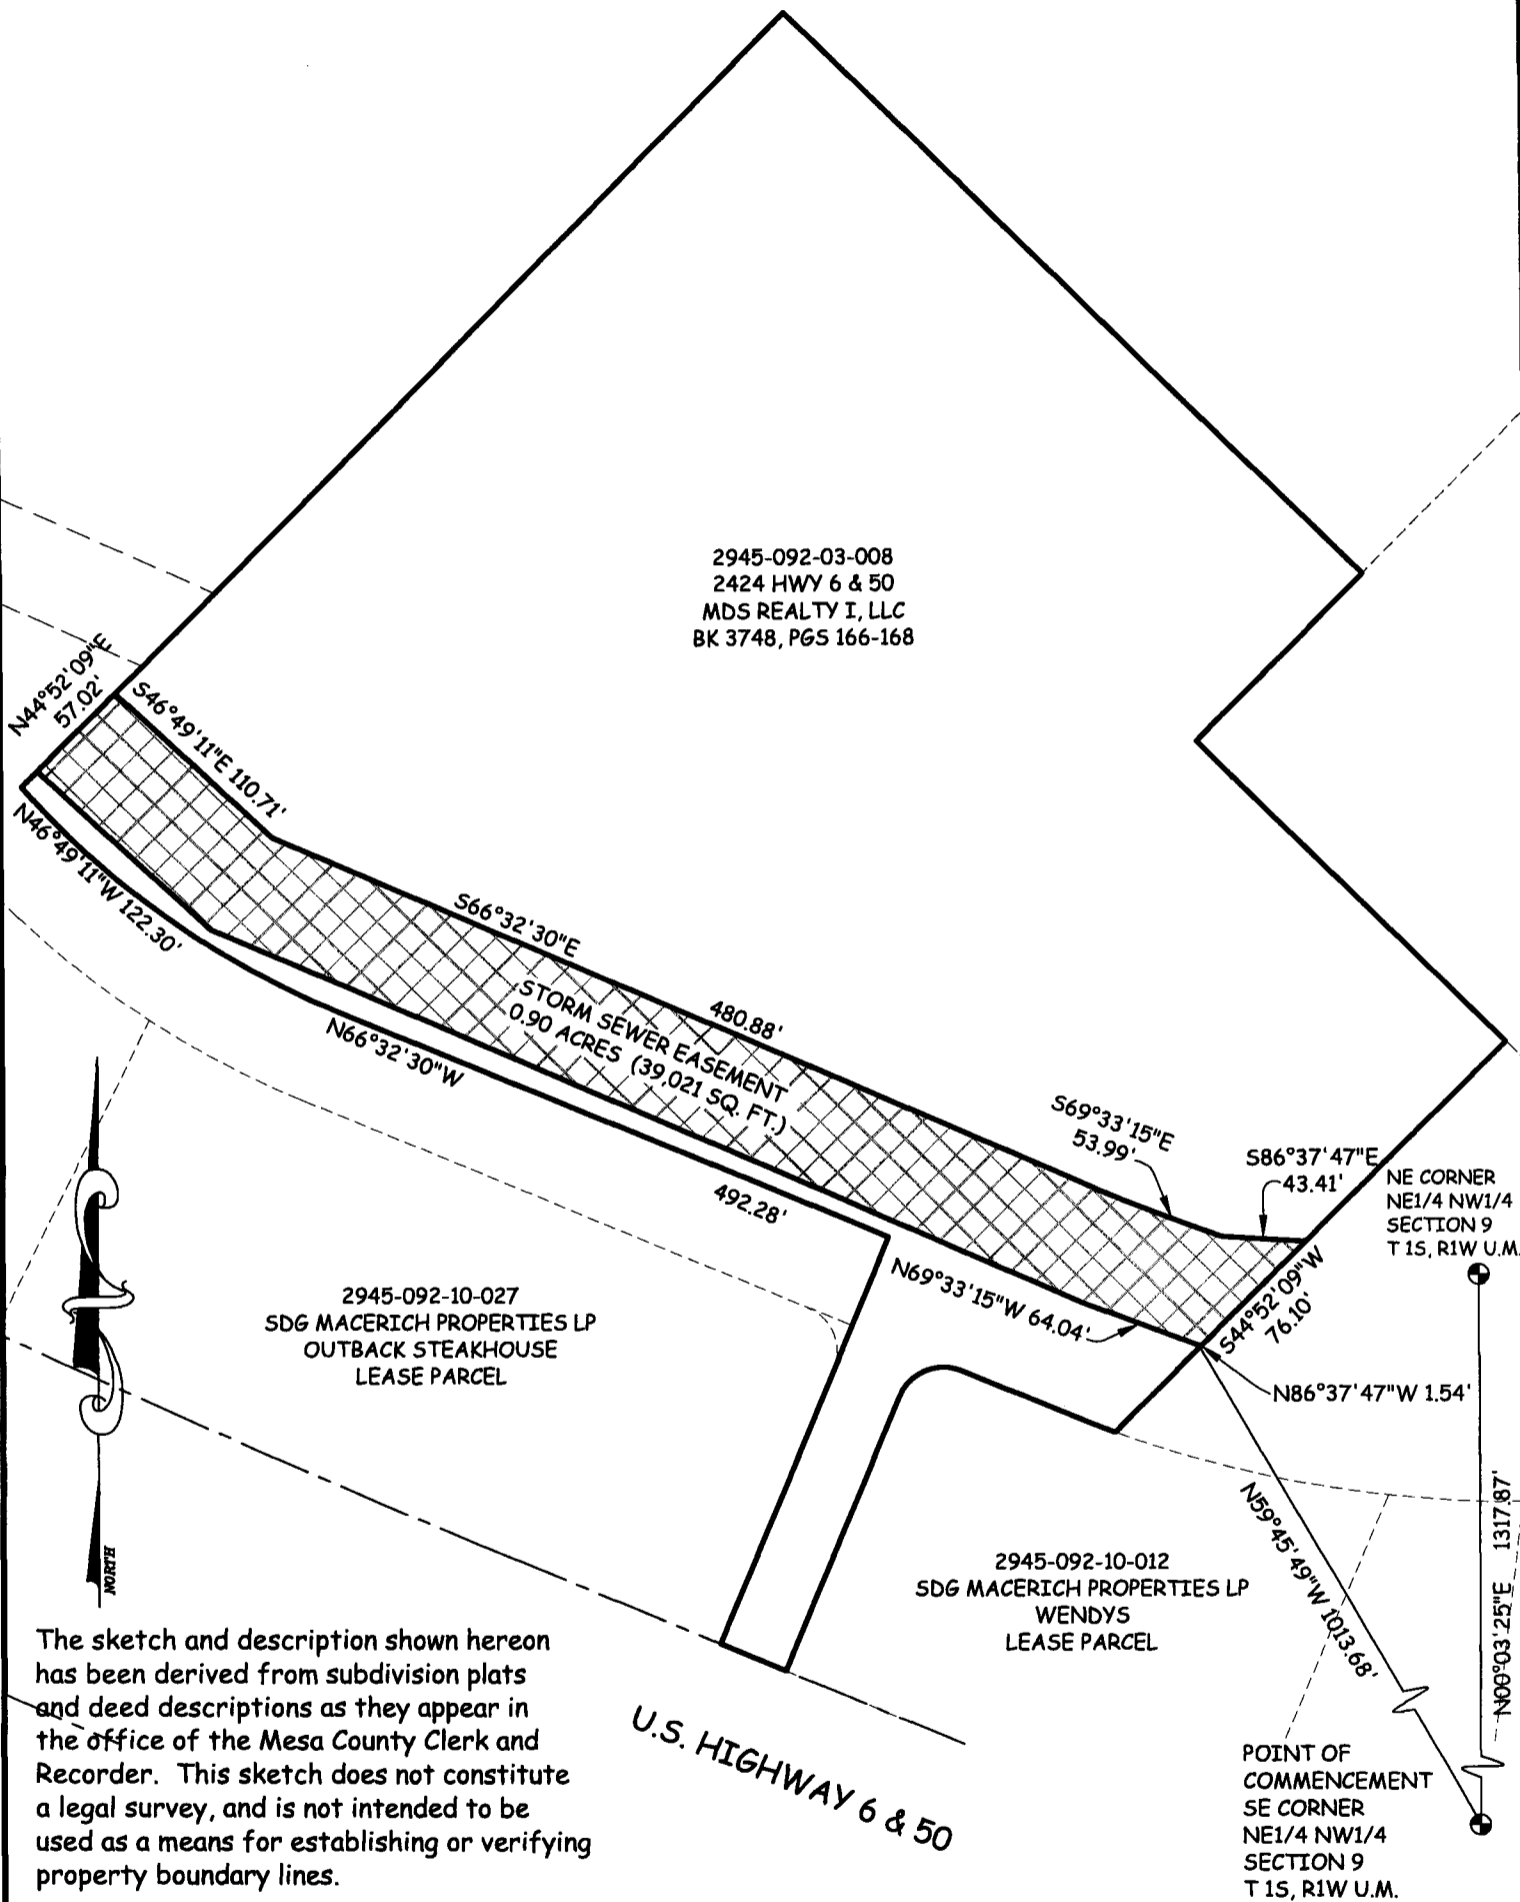 2945-092-03-008
2424 HWY 6 & 50
MDS REALTY I, LLC
BK 3748, PGS 166-168
N44°52'09"E
57.02'
S46°49'11"E 110.71'
N46°49'11"W 122.30'
S66°32'30"E
480.88'
STORM SEWER EASEMENT
0.90 ACRES (39,021 SQ. FT.)
N66°32'30"W
492.28'
S69°33'15"E
53.99'
S86°37'47"E
43.41'
NE CORNER
NE1/4 NW1/4
SECTION 9
T 1S, R1W U.M.
N69°33'15"W 64.04'
S44°52'09"W
76.10'
N86°37'47"W 1.54'
2945-092-10-027
SDG MACERICH PROPERTIES LP
OUTBACK STEAKHOUSE
LEASE PARCEL
N59°45'49"W 1013.68'
N00°03'25"E 1317.87'
2945-092-10-012
SDG MACERICH PROPERTIES LP
WENDYS
LEASE PARCEL
NORTH
The sketch and description shown hereon
has been derived from subdivision plats
and deed descriptions as they appear in
the office of the Mesa County Clerk and
Recorder. This sketch does not constitute
a legal survey, and is not intended to be
used as a means for establishing or verifying
property boundary lines.
U.S. HIGHWAY 6 & 50
POINT OF
COMMENCEMENT
SE CORNER
NE1/4 NW1/4
SECTION 9
T 1S, R1W U.M.